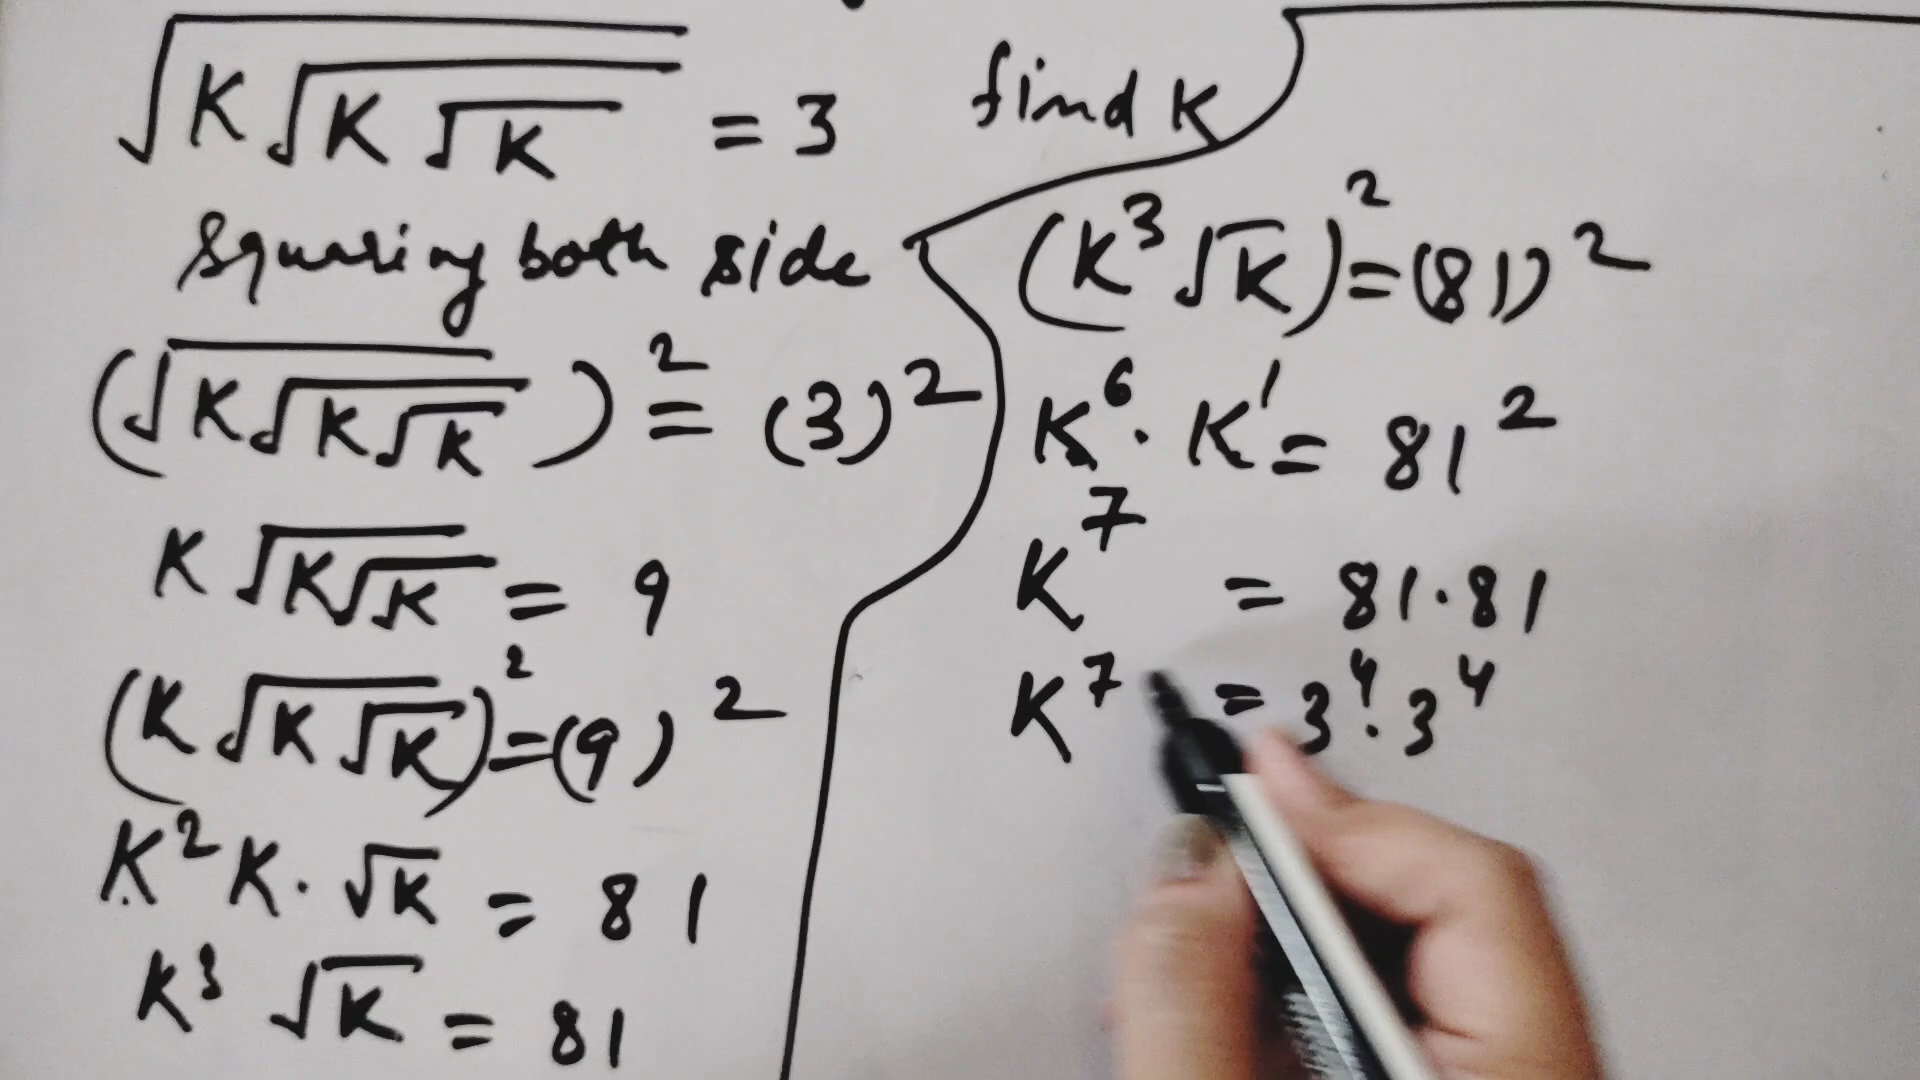 √(K√(K√K)) = 3 find K
Squaring both side
(√(K√(K√K)))² = (3)²
K√(K√K) = 9
(K√(K√K))² = (9)²
K² K · √K = 81
K³ √K = 81
(K³ √K)² = (81)²
K⁶ · K¹ = 81²
K⁷ = 81 · 81
K⁷ = 3⁴ · 3⁴